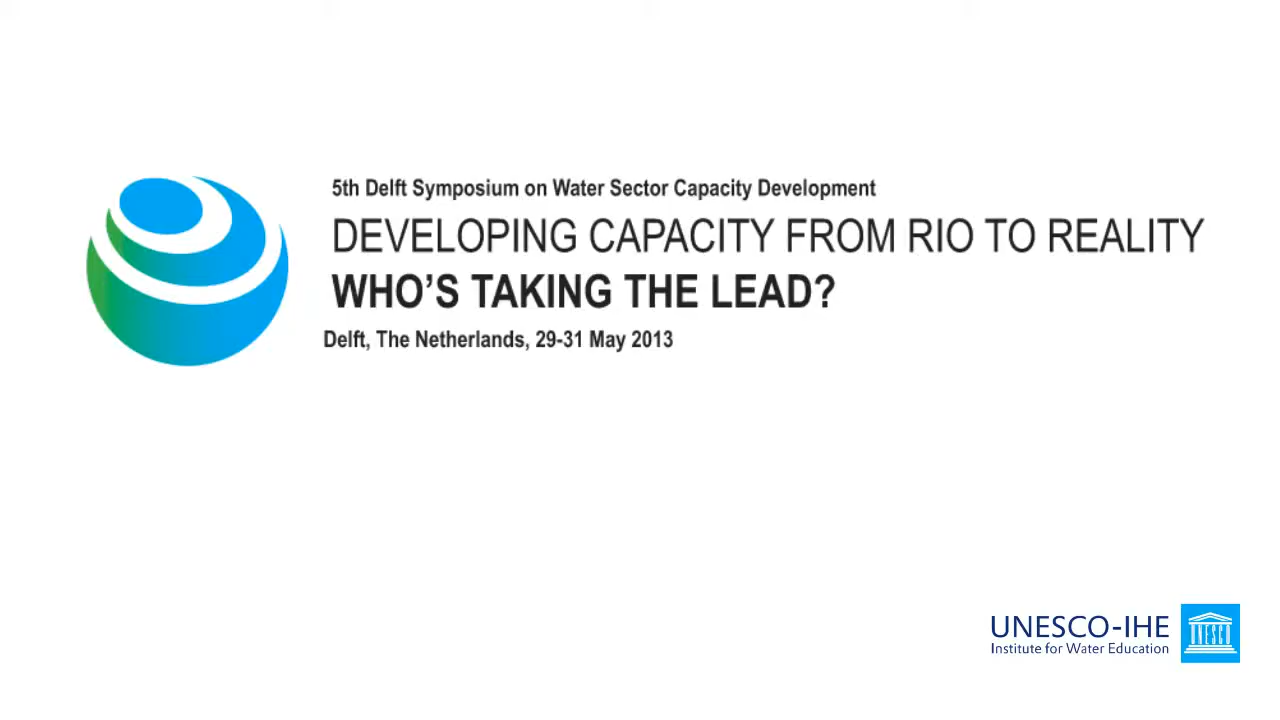 5th Delft Symposium on Water Sector Capacity Development
DEVELOPING CAPACITY FROM RIO TO REALITY
WHO'S TAKING THE LEAD?
Delft, The Netherlands, 29-31 May 2013
UNESCO-IHE
Institute for Water Education
UNESCO